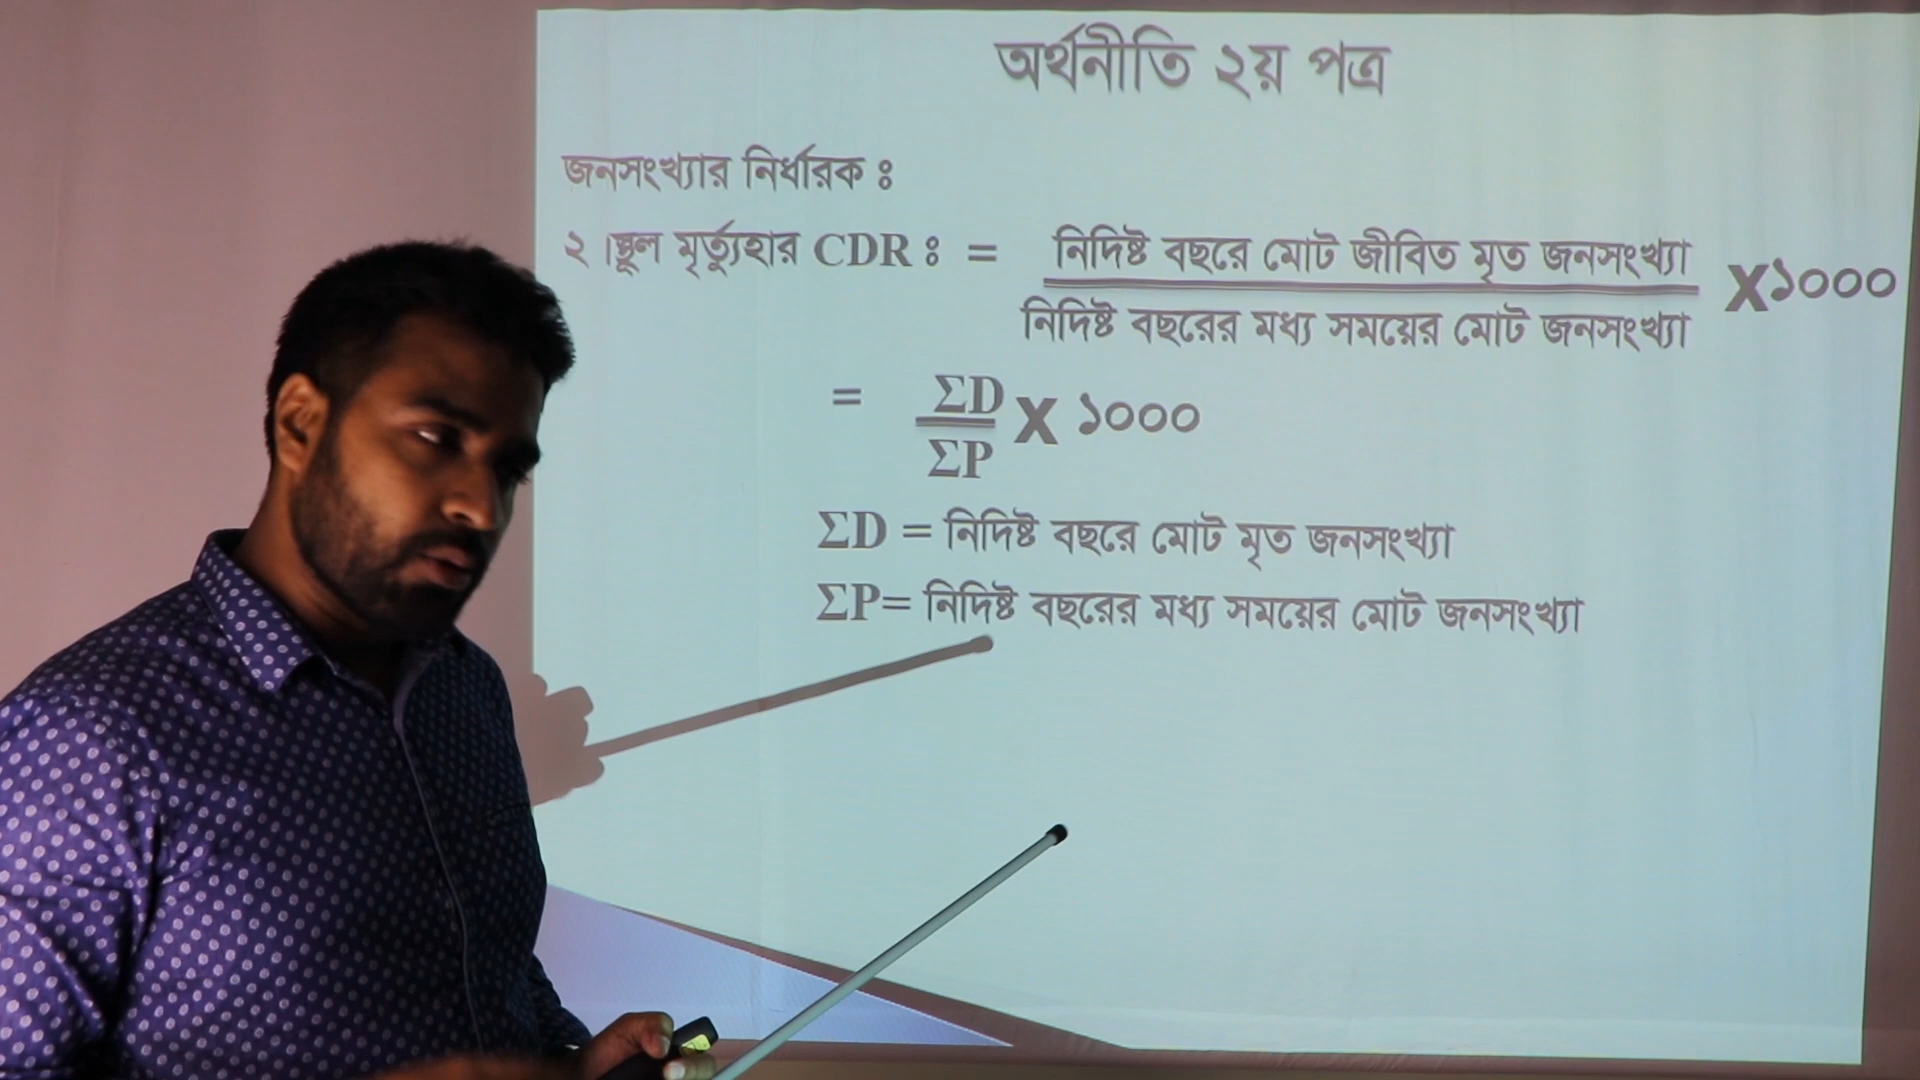 অর্থনীতি ২য় পত্র
জনসংখ্যার নির্ধারক ঃ
২।স্থূল মৃর্ত্যুহার CDR ঃ = নিদিষ্ট বছরে মোট জীবিত মৃত জনসংখ্যা X১০০০
নিদিষ্ট বছরের মধ্য সময়ের মোট জনসংখ্যা
= ΣD X ১০০০
ΣP
ΣD = নিদিষ্ট বছরে মোট মৃত জনসংখ্যা
ΣP= নিদিষ্ট বছরের মধ্য সময়ের মোট জনসংখ্যা